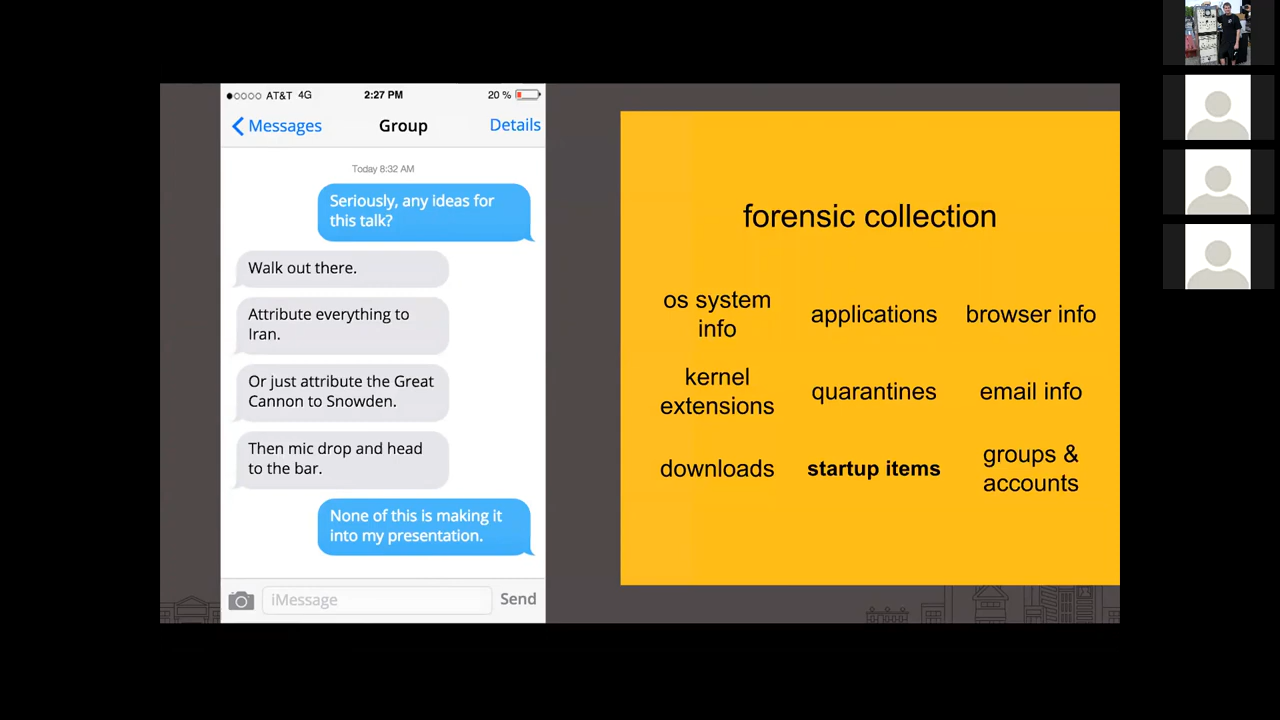 AT&T 4G 2:27 PM 20 %
Messages Group Details
Today 8:32 AM
Seriously, any ideas for
this talk?
Walk out there.
Attribute everything to
Iran.
Or just attribute the Great
Cannon to Snowden.
Then mic drop and head
to the bar.
None of this is making it
into my presentation.
iMessage Send
forensic collection
os system
info
applications
browser info
kernel
extensions
quarantines
email info
downloads
startup items
groups &
accounts